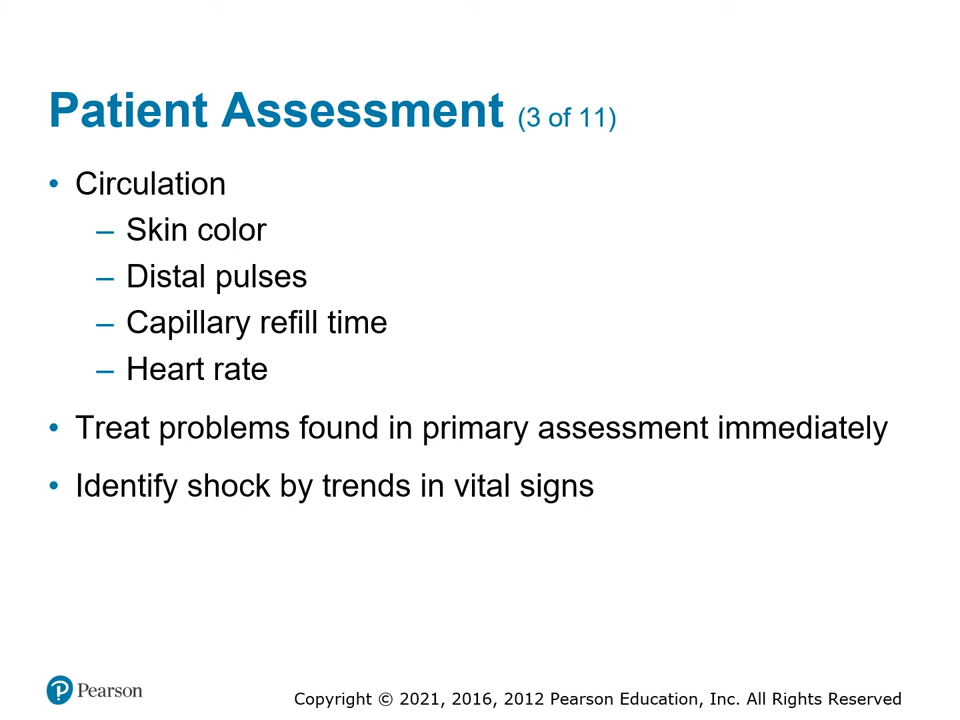 Patient Assessment (3 of 11)
• Circulation
– Skin color
– Distal pulses
– Capillary refill time
– Heart rate
• Treat problems found in primary assessment immediately
• Identify shock by trends in vital signs
P Pearson
Copyright © 2021, 2016, 2012 Pearson Education, Inc. All Rights Reserved